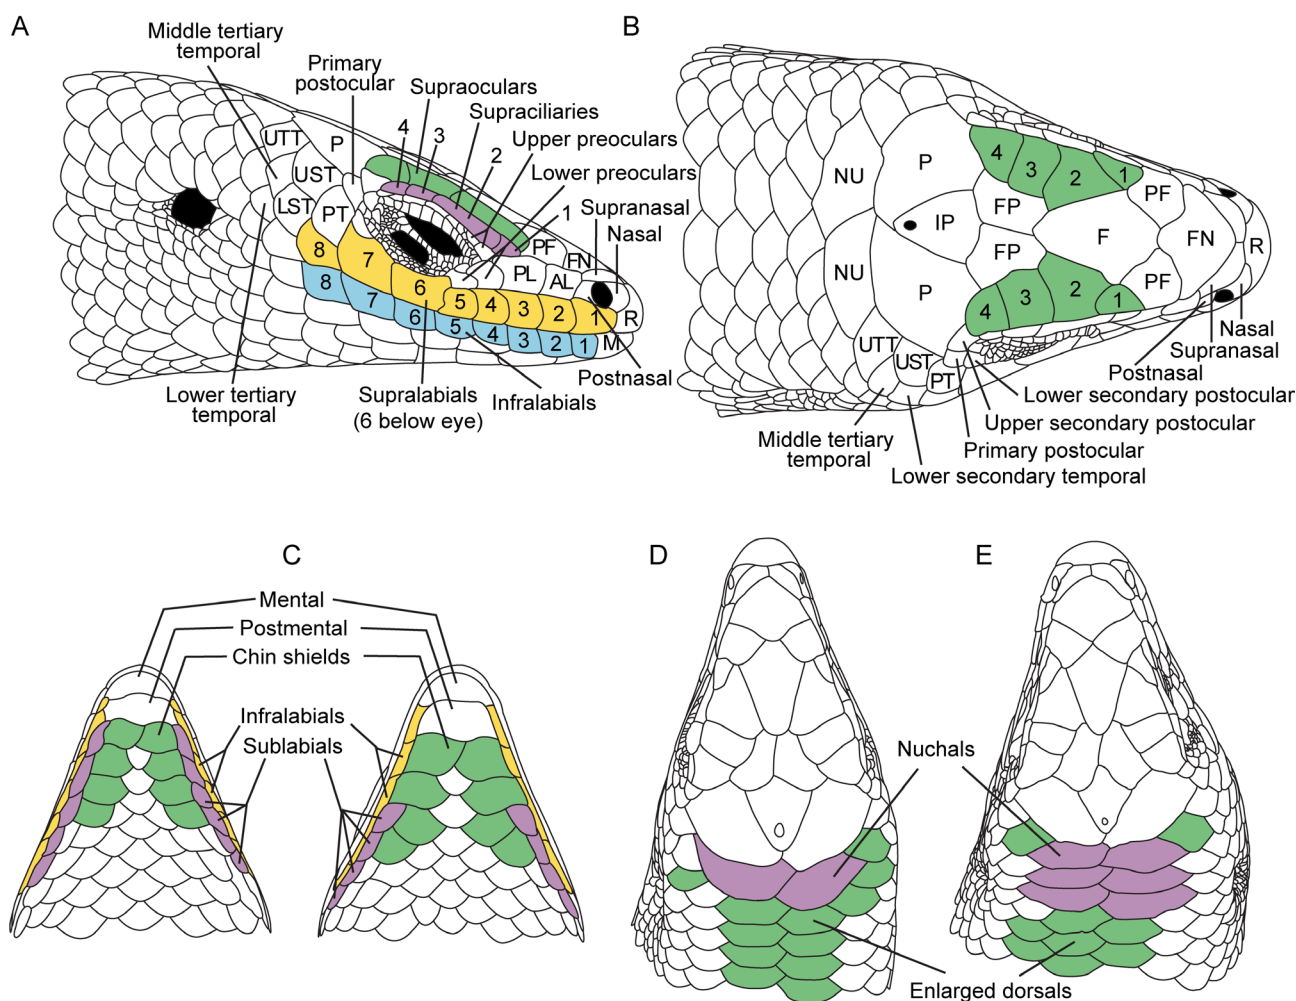 A
Middle tertiary
temporal
Primary
postocular
Supraoculars
Supraciliaries
Upper preoculars
Lower preoculars
4
3
2
1
Supranasal
Nasal
UTT
P
UST
LST
PT
PF
FN
PL
AL
R
M
8
7
6
5
4
3
2
1
8
7
6
5
4
3
2
1
Postnasal
Lower tertiary
temporal
Supralabials
(6 below eye)
Infralabials
B
NU
P
4
3
2
1
PF
IP
FP
F
FN
R
FP
NU
P
4
3
2
1
PF
UTT
UST
PT
Nasal
Supranasal
Postnasal
Lower secondary postocular
Upper secondary postocular
Primary postocular
Lower secondary temporal
Middle tertiary
temporal
C
Mental
Postmental
Chin shields
Infralabials
Sublabials
D
E
Nuchals
Enlarged dorsals